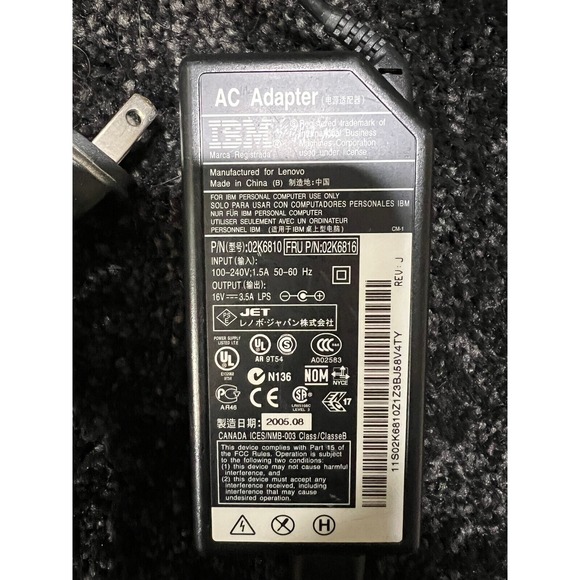 AC Adapter (电源适配器)
IBM ® Registered trademark of
International Business
Machines Corporation
Marca Registrada used under license
Manufactured for Lenovo
Made in China (B) 制造地:中国
FOR IBM PERSONAL COMPUTER USE ONLY
SOLO PARA USAR CON COMPUTADORES PERSONALES IBM
NUR FÜR IBM PERSONAL COMPUTER
UTILISER SEULEMENT AVEC UN ORDINATEUR
PERSONNEL IBM (适用于IBM 桌上型电脑) CM-1
P/N(型号):02K6810 FRU P/N:02K6816
INPUT (输入):
100-240V;1.5A 50-60 Hz
OUTPUT (输出):
16V 3.5A LPS
PSE JET
レノボ・ジャパン株式会社
POWER SUPPLY
LISTED I.T.E.
UL UL S CCC
AR 9T54 A002583
N136 NOM NYCE
AR46 LEVEL 3 17
製造日期: 2005.08
CANADA ICES/NMB-003 Class/ClasseB
This device complies with Part 15 of
the FCC Rules. Operation is subject
to the following two conditions:
(1) this device may not cause harmful
interference, and
(2) this device must accept any
interference received, including
interference that may cause
undesired operation.
H
REV: J
11S02K6810Z1Z3BJ58V4TY